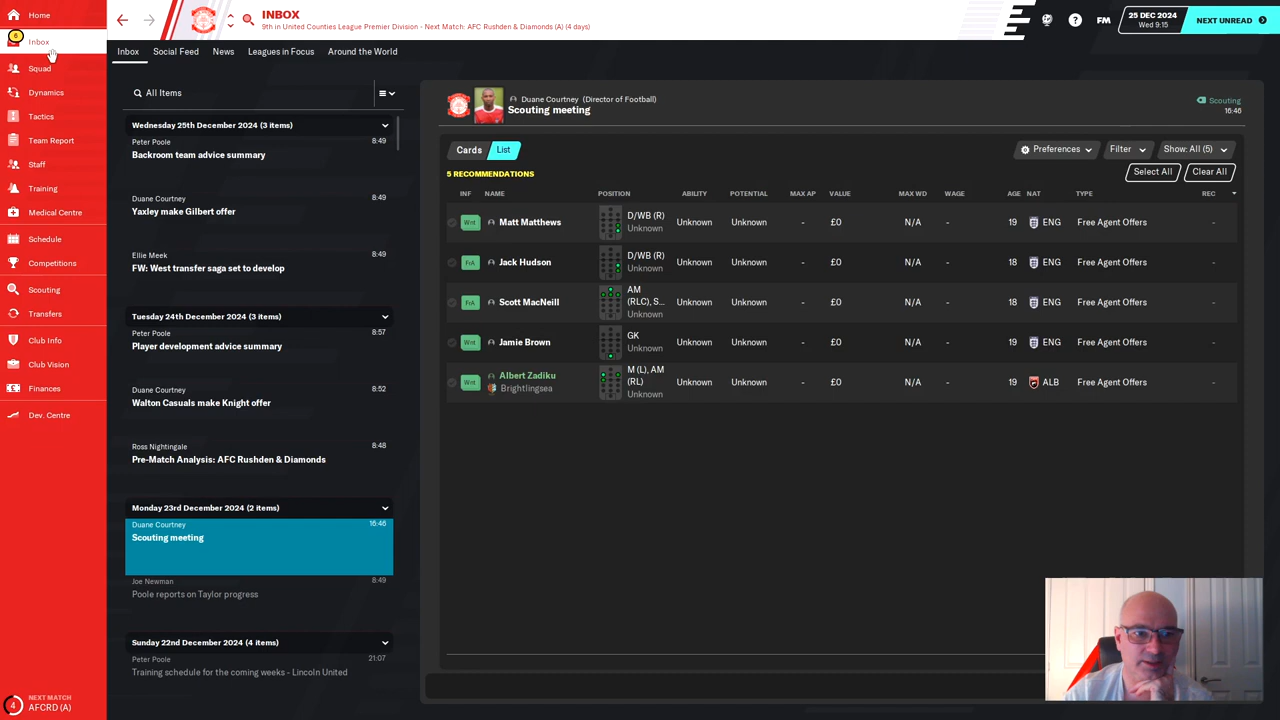 Home
6
Inbox
Squad
Dynamics
Tactics
Team Report
Staff
Training
Medical Centre
Schedule
Competitions
Scouting
Transfers
Club Info
Club Vision
Finances
Dev. Centre
4
NEXT MATCH
AFCRD (A)
INBOX
9th in United Counties League Premier Division - Next Match: AFC Rushden & Diamonds (A) (4 days)
?
FM
25 DEC 2024
Wed 9:15
NEXT UNREAD
Inbox
Social Feed
News
Leagues in Focus
Around the World
All Items
Wednesday 25th December 2024 (3 items)
Peter Poole 8:49
Backroom team advice summary
Duane Courtney 8:49
Yaxley make Gilbert offer
Ellie Meek 8:49
FW: West transfer saga set to develop
Tuesday 24th December 2024 (3 items)
Peter Poole 8:57
Player development advice summary
Duane Courtney 8:52
Walton Casuals make Knight offer
Ross Nightingale 8:48
Pre-Match Analysis: AFC Rushden & Diamonds
Monday 23rd December 2024 (2 items)
Duane Courtney 16:46
Scouting meeting
Joe Newman 8:49
Poole reports on Taylor progress
Sunday 22nd December 2024 (4 items)
Peter Poole 21:07
Training schedule for the coming weeks - Lincoln United
Duane Courtney (Director of Football)
Scouting meeting
Scouting
16:46
Cards List
Preferences Filter Show: All (5)
5 RECOMMENDATIONS
Select All Clear All
INF NAME POSITION ABILITY POTENTIAL MAX AP VALUE MAX WD WAGE AGE NAT TYPE REC
Wnt Matt Matthews D/WB (R) Unknown Unknown Unknown - £0 N/A - 19 ENG Free Agent Offers -
FrA Jack Hudson D/WB (R) Unknown Unknown Unknown - £0 N/A - 18 ENG Free Agent Offers -
FrA Scott MacNeill AM (RLC), S... Unknown Unknown Unknown - £0 N/A - 18 ENG Free Agent Offers -
Wnt Jamie Brown GK Unknown Unknown Unknown - £0 N/A - 19 ENG Free Agent Offers -
Wnt Albert Zadiku Brightlingsea M (L), AM (RL) Unknown Unknown Unknown - £0 N/A - 19 ALB Free Agent Offers -